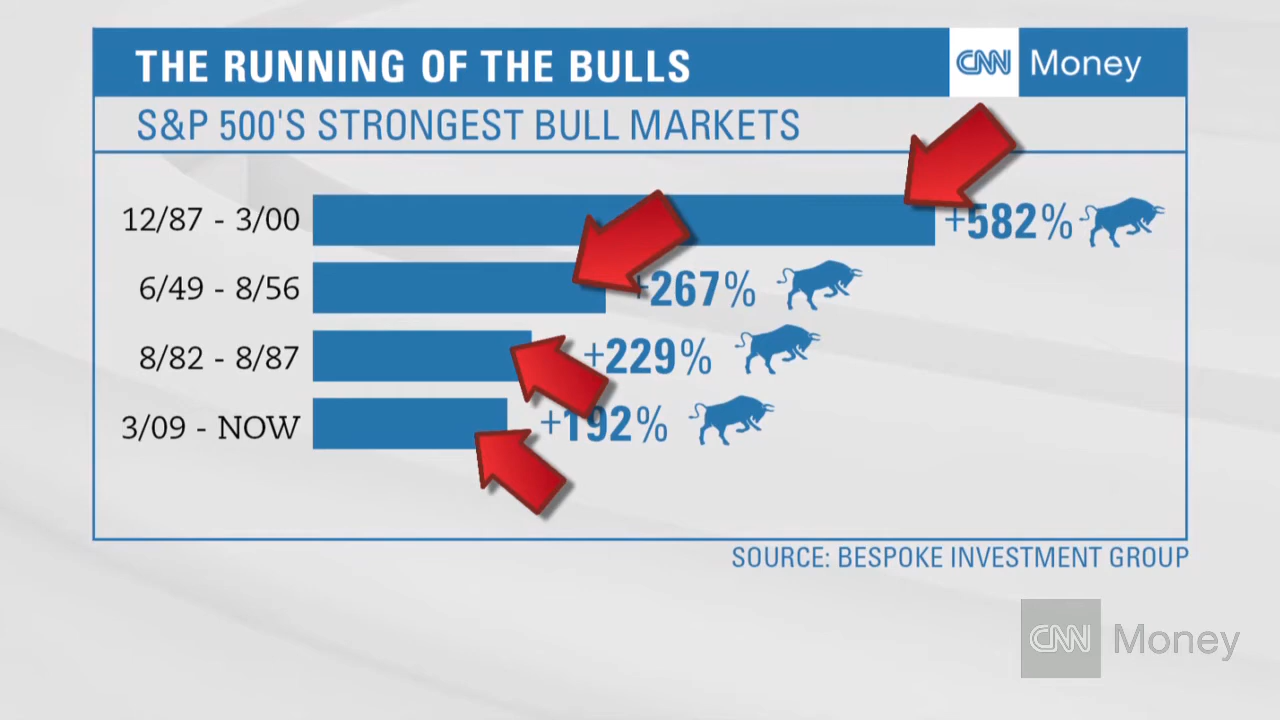 THE RUNNING OF THE BULLS
CNN Money
S&P 500'S STRONGEST BULL MARKETS
12/87 - 3/00 +582%
6/49 - 8/56 +267%
8/82 - 8/87 +229%
3/09 - NOW +192%
SOURCE: BESPOKE INVESTMENT GROUP
CNN Money